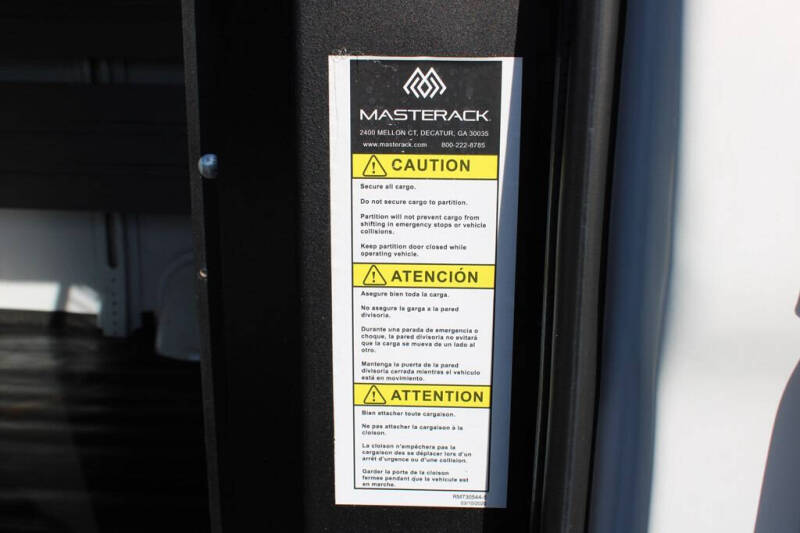 MASTERACK
2400 MELLON CT, DECATUR, GA 30035
www.masterack.com 800-222-8785
CAUTION
Secure all cargo.
Do not secure cargo to partition.
Partition will not prevent cargo from
shifting in emergency stops or vehicle
collisions.
Keep partition door closed while
operating vehicle.
ATENCIÓN
Asegure bien toda la carga.
No asegure la garga a la pared
divisoria.
Durante una parada de emergencia o
choque, la pared divisoria no evitará
que la carga se mueva de un lado al
otro.
Mantenga la puerta de la pared
divisoria cerrada mientras el vehículo
está en movimiento.
ATTENTION
Bien attacher toute cargaison.
Ne pas attacher la cargaison à la
cloison.
La cloison n'empêchera pas la
cargaison des se déplacer lors d'un
arrêt d'urgence ou d'une collision.
Garder la porte de la cloison
fermes pendant que la véhicule est
en marche.